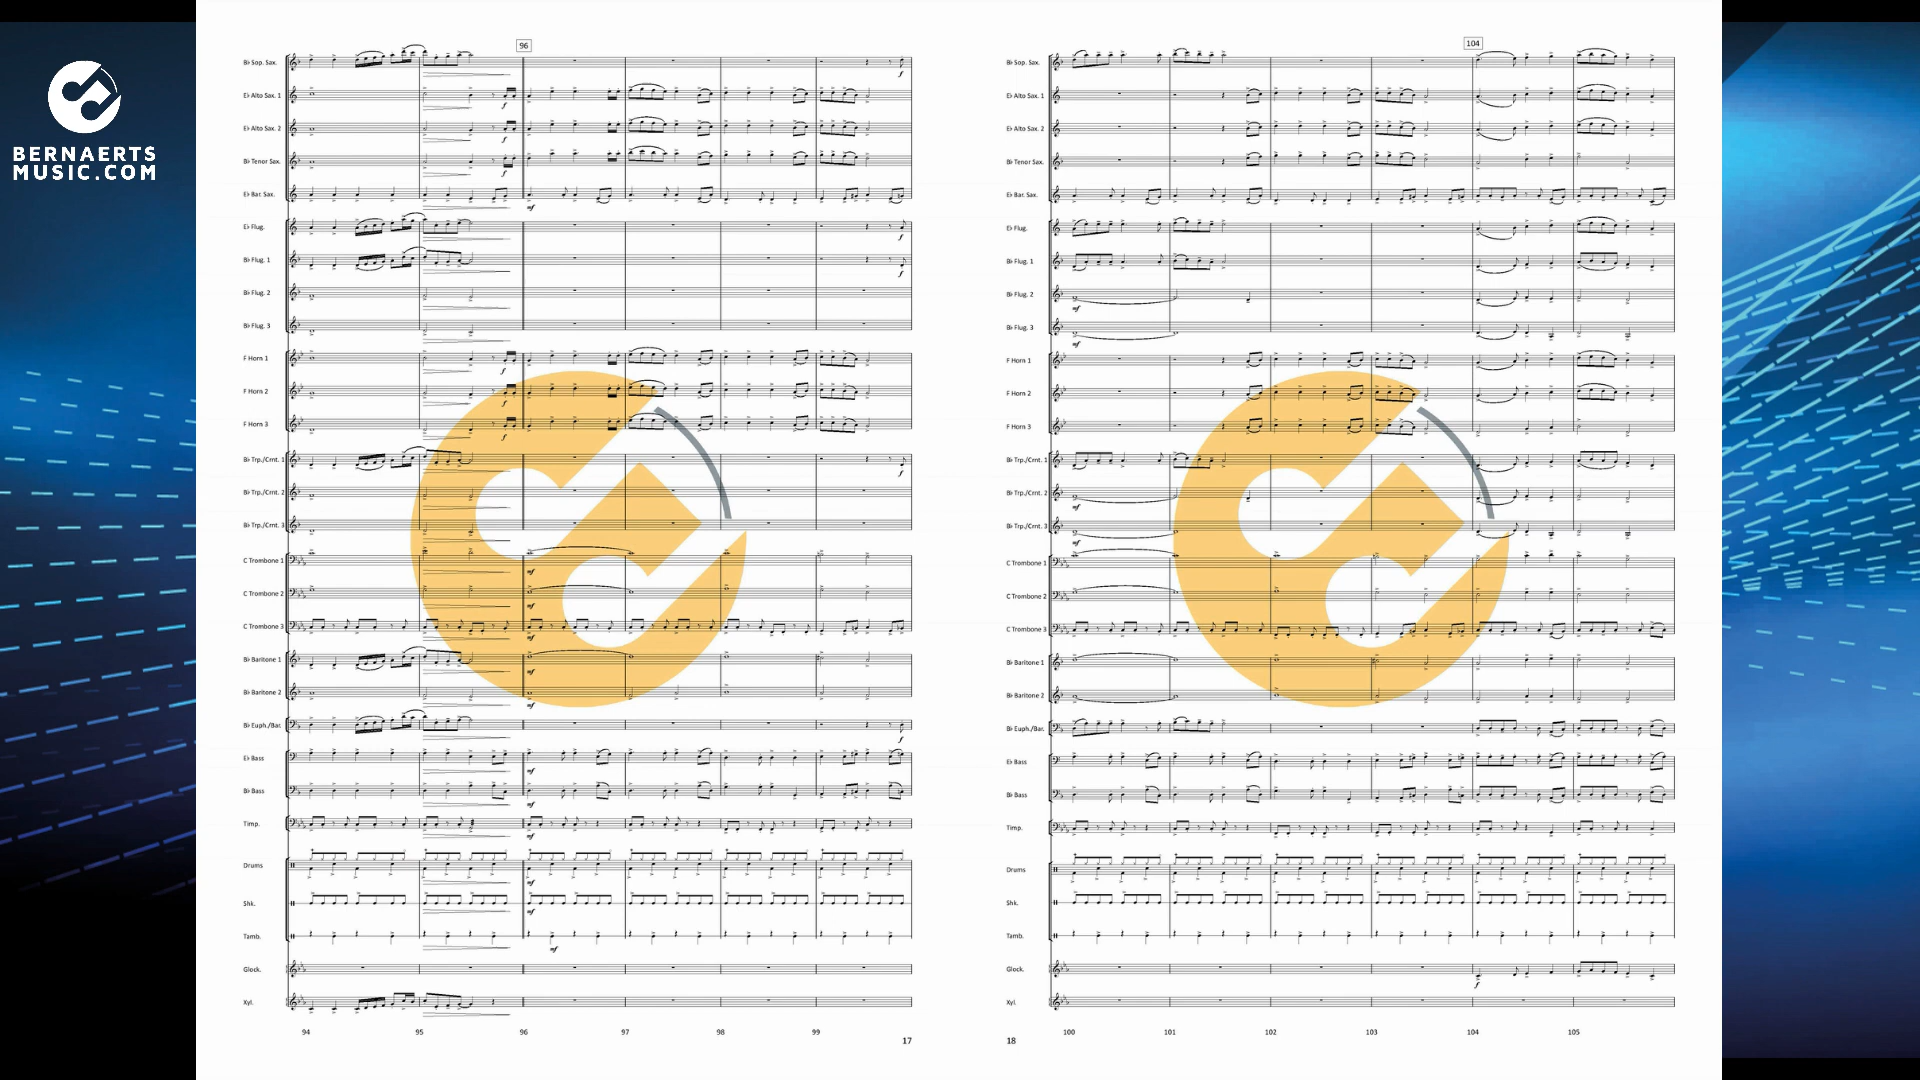 BERNAERTS
MUSIC.COM
96
B♭ Sop. Sax.
E♭ Alto Sax. 1
E♭ Alto Sax. 2
B♭ Tenor Sax.
E♭ Bar. Sax.
E♭ Flug.
B♭ Flug. 1
B♭ Flug. 2
B♭ Flug. 3
F Horn 1
F Horn 2
F Horn 3
B♭ Trp./Crnt. 1
B♭ Trp./Crnt. 2
B♭ Trp./Crnt. 3
C Trombone 1
C Trombone 2
C Trombone 3
B♭ Baritone 1
B♭ Baritone 2
B♭ Euph./Bar.
E♭ Bass
B♭ Bass
Timp.
Drums
Shk.
Tamb.
Glock.
Xyl.
94 95 96 97 98 99
17
104
B♭ Sop. Sax.
E♭ Alto Sax. 1
E♭ Alto Sax. 2
B♭ Tenor Sax.
E♭ Bar. Sax.
E♭ Flug.
B♭ Flug. 1
B♭ Flug. 2
B♭ Flug. 3
F Horn 1
F Horn 2
F Horn 3
B♭ Trp./Crnt. 1
B♭ Trp./Crnt. 2
B♭ Trp./Crnt. 3
C Trombone 1
C Trombone 2
C Trombone 3
B♭ Baritone 1
B♭ Baritone 2
B♭ Euph./Bar.
E♭ Bass
B♭ Bass
Timp.
Drums
Shk.
Tamb.
Glock.
Xyl.
100 101 102 103 104 105
18